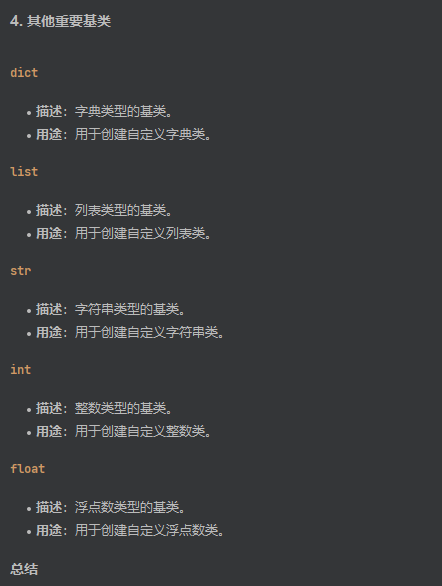 4. 其他重要基类
dict
• 描述：字典类型的基类。
• 用途：用于创建自定义字典类。
list
• 描述：列表类型的基类。
• 用途：用于创建自定义列表类。
str
• 描述：字符串类型的基类。
• 用途：用于创建自定义字符串类。
int
• 描述：整数类型的基类。
• 用途：用于创建自定义整数类。
float
• 描述：浮点数类型的基类。
• 用途：用于创建自定义浮点数类。
总结